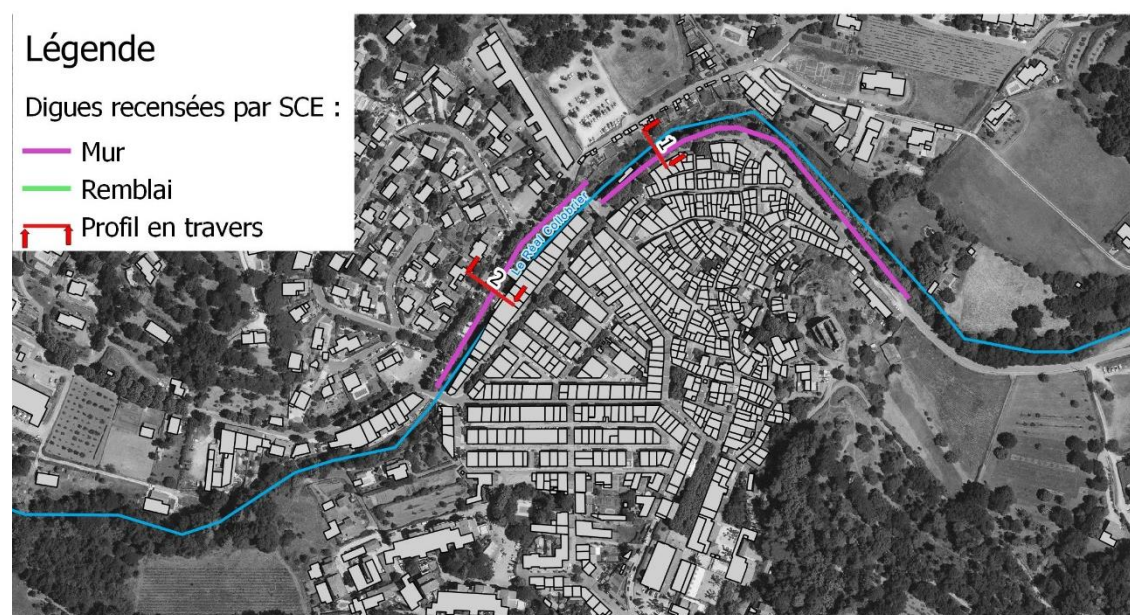 Légende
Digues recensées par SCE :
Mur
Remblai
Profil en travers
1
Le Réal Collobrier
2